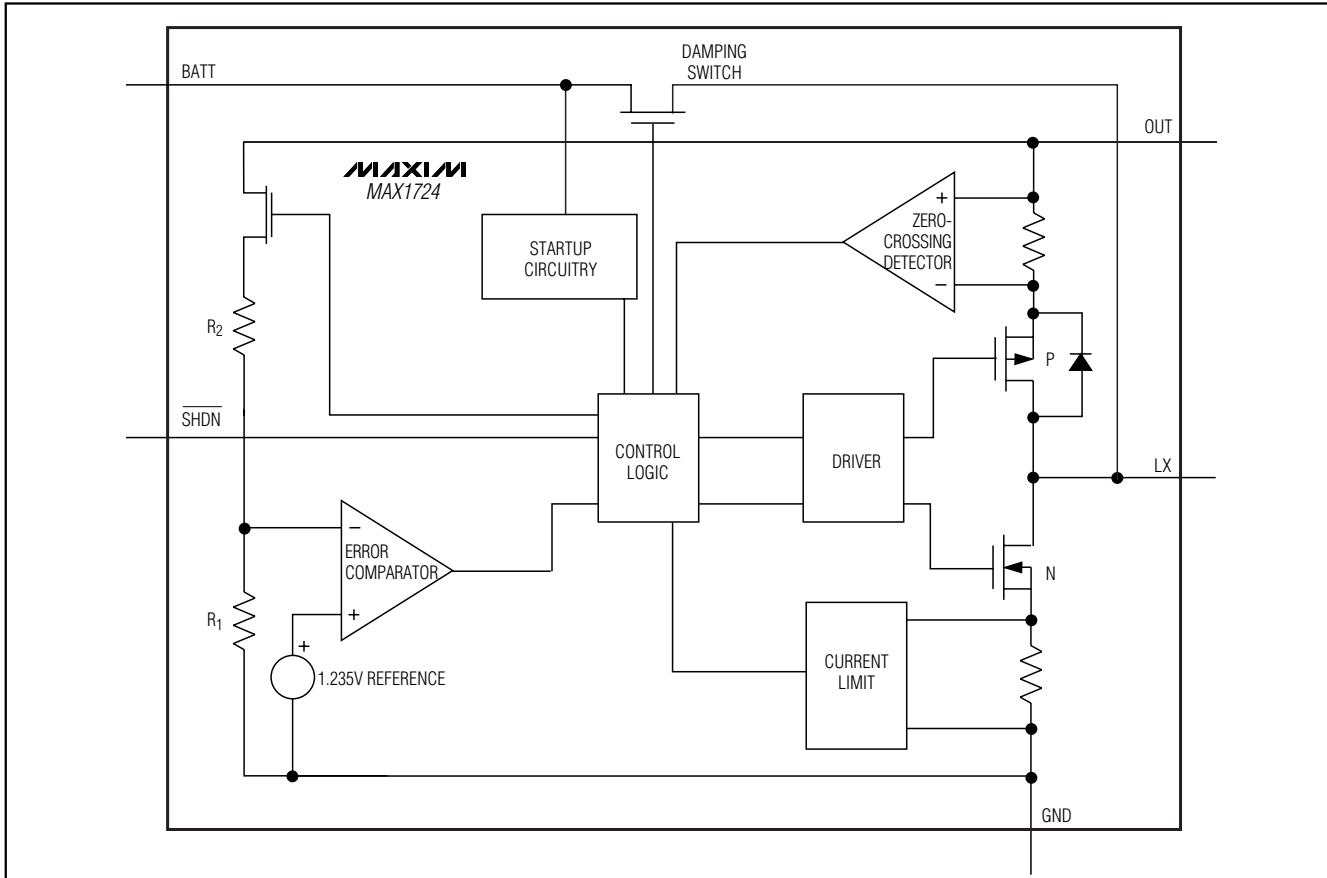 DAMPING
SWITCH
BATT
OUT
MAXIM
MAX1724
+
ZERO-
CROSSING
DETECTOR
−
STARTUP
CIRCUITRY
R2
P
SHDN
CONTROL
LOGIC
DRIVER
LX
−
ERROR
COMPARATOR
+
N
R1
+
1.235V REFERENCE
CURRENT
LIMIT
GND